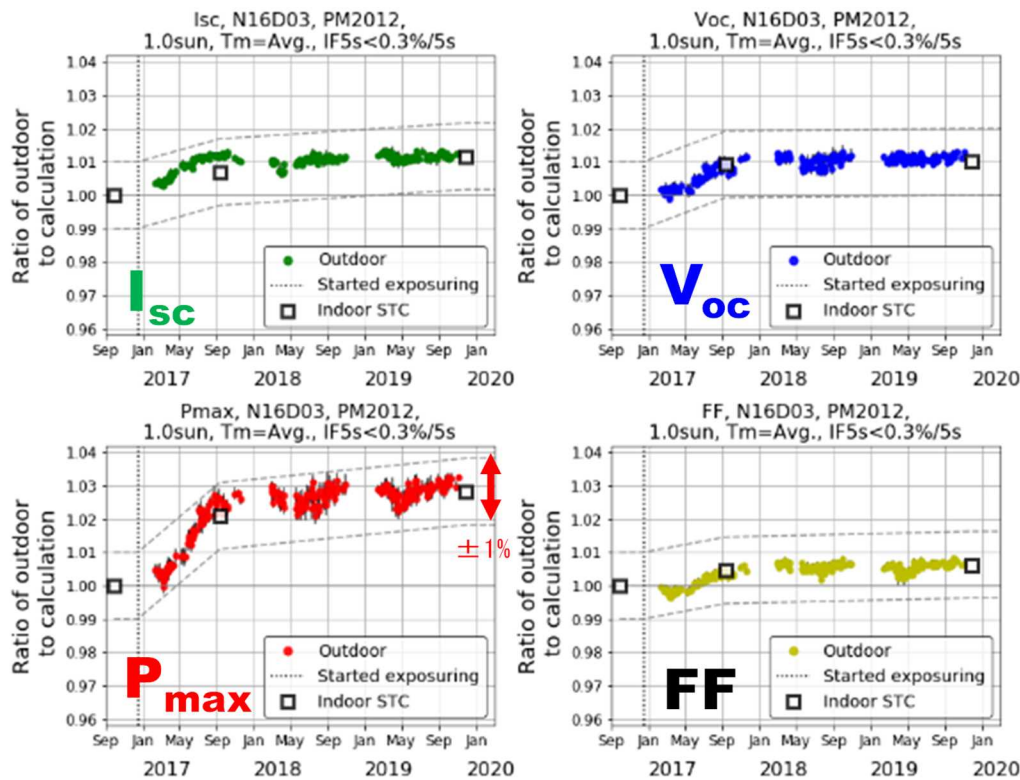 Isc, N16D03, PM2012,
1.0sun, Tm=Avg., IF5s<0.3%/5s
1.04
1.03
1.02
1.01
1.00
0.99
0.98
0.97
0.96
Ratio of outdoor
to calculation
Outdoor
Started exposuring
Indoor STC
Isc
Sep Jan May Sep Jan May Sep Jan May Sep Jan
2017 2018 2019 2020
Voc, N16D03, PM2012,
1.0sun, Tm=Avg., IF5s<0.3%/5s
1.04
1.03
1.02
1.01
1.00
0.99
0.98
0.97
0.96
Ratio of outdoor
to calculation
Outdoor
Started exposuring
Indoor STC
Voc
Sep Jan May Sep Jan May Sep Jan May Sep Jan
2017 2018 2019 2020
Pmax, N16D03, PM2012,
1.0sun, Tm=Avg., IF5s<0.3%/5s
1.04
1.03
1.02
1.01
1.00
0.99
0.98
0.97
0.96
Ratio of outdoor
to calculation
±1%
Outdoor
Started exposuring
Indoor STC
Pmax
Sep Jan May Sep Jan May Sep Jan May Sep Jan
2017 2018 2019 2020
FF, N16D03, PM2012,
1.0sun, Tm=Avg., IF5s<0.3%/5s
1.04
1.03
1.02
1.01
1.00
0.99
0.98
0.97
0.96
Ratio of outdoor
to calculation
Outdoor
Started exposuring
Indoor STC
FF
Sep Jan May Sep Jan May Sep Jan May Sep Jan
2017 2018 2019 2020